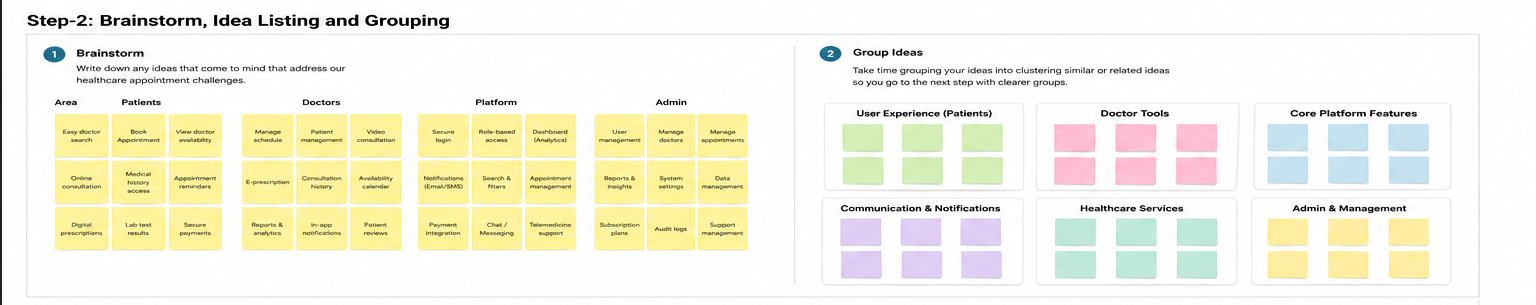 Step-2: Brainstorm, Idea Listing and Grouping
1
Brainstorm
Write down any ideas that come to mind that address our
healthcare appointment challenges.
Area
Patients
Doctors
Platform
Admin
Easy doctor
search
Book
Appointment
View doctor
availability
Manage
schedule
Patient
management
Video
consultation
Secure
login
Role-based
access
Dashboard
(Analytics)
User
management
Manage
doctors
Manage
appointments
Online
consultation
Medical
history
access
Appointment
reminders
E-prescription
Consultation
history
Availability
calendar
Notifications
(Email/SMS)
Search &
filters
Appointment
management
Reports &
insights
System
settings
Data
management
Digital
prescriptions
Lab test
results
Secure
payments
Reports &
analytics
In-app
notifications
Patient
reviews
Payment
integration
Chat /
Messaging
Telemedicine
support
Subscription
plans
Audit logs
Support
management
2
Group Ideas
Take time grouping your ideas into clustering similar or related ideas
so you go to the next step with clearer groups.
User Experience (Patients)
Doctor Tools
Core Platform Features
Communication & Notifications
Healthcare Services
Admin & Management